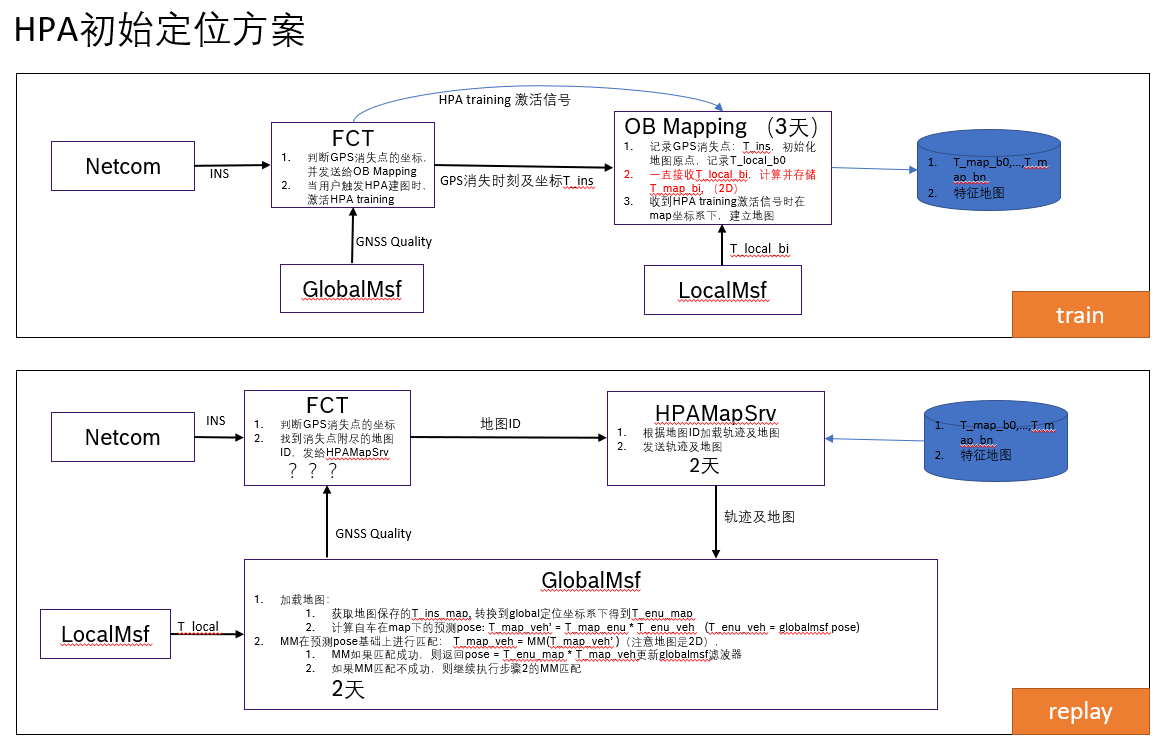 HPA初始定位方案
HPA training 激活信号
Netcom
INS
FCT
1. 判断GPS消失点的坐标,
并发送给OB Mapping
2. 当用户触发HPA建图时,
激活HPA training
GPS消失时刻及坐标T_ins
OB Mapping （3天）
1. 记录GPS消失点：T_ins，初始化
地图原点，记录T_local_b0
2. 一直接收T_local_bi，计算并存储
T_map_bi, （2D）
3. 收到HPA training激活信号时在
map坐标系下，建立地图
1. T_map_b0,...,T_m
ap_bn
2. 特征地图
GNSS Quality
T_local_bi
GlobalMsf
LocalMsf
train
Netcom
INS
FCT
1. 判断GPS消失点的坐标
2. 找到消失点附尽的地图
ID，发给HPAMapSrv
？？？
地图ID
HPAMapSrv
1. 根据地图ID加载轨迹及地图
2. 发送轨迹及地图
2天
1. T_map_b0,...,T_m
ap_bn
2. 特征地图
GNSS Quality
轨迹及地图
LocalMsf
T_local
GlobalMsf
1. 加载地图：
1. 获取地图保存的T_ins_map, 转换到global定位坐标系下得到T_enu_map
2. 计算自车在map下的预测pose: T_map_veh' = T_map_enu * T_enu_veh （T_enu_veh = globalmsf pose)
2. MM在预测pose基础上进行匹配： T_map_veh = MM(T_map_veh' )（注意地图是2D），
1. MM如果匹配成功，则返回pose = T_enu_map * T_map_veh更新globalmsf滤波器
2. 如果MM匹配不成功，则继续执行步骤2的MM匹配
2天
replay